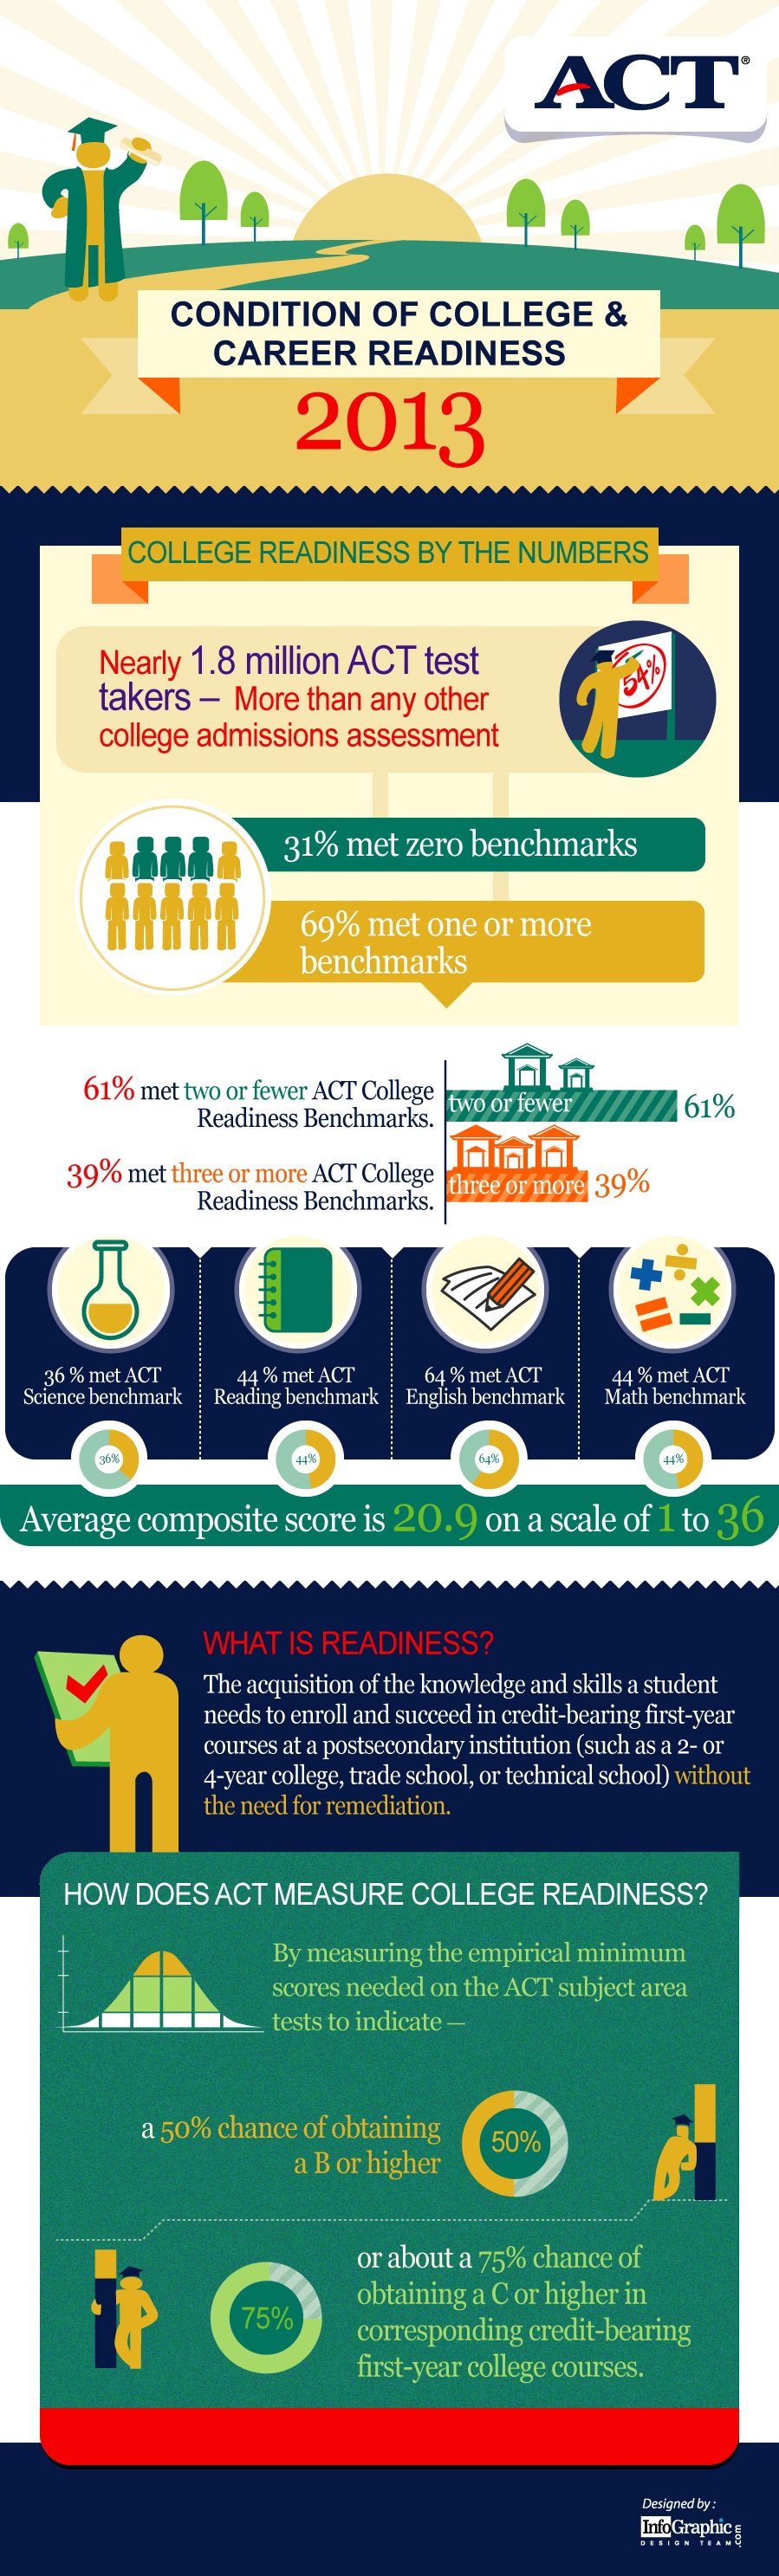 ACT®
CONDITION OF COLLEGE &
CAREER READINESS
2013
COLLEGE READINESS BY THE NUMBERS
Nearly 1.8 million ACT test
takers – More than any other
college admissions assessment
54%
31% met zero benchmarks
69% met one or more
benchmarks
61% met two or fewer ACT College
Readiness Benchmarks.
two or fewer 61%
39% met three or more ACT College
Readiness Benchmarks.
three or more 39%
36 % met ACT
Science benchmark
36%
44 % met ACT
Reading benchmark
44%
64 % met ACT
English benchmark
64%
44 % met ACT
Math benchmark
44%
Average composite score is 20.9 on a scale of 1 to 36
WHAT IS READINESS?
The acquisition of the knowledge and skills a student
needs to enroll and succeed in credit-bearing first-year
courses at a postsecondary institution (such as a 2- or
4-year college, trade school, or technical school) without
the need for remediation.
HOW DOES ACT MEASURE COLLEGE READINESS?
By measuring the empirical minimum
scores needed on the ACT subject area
tests to indicate —
a 50% chance of obtaining
a B or higher
50%
75%
or about a 75% chance of
obtaining a C or higher in
corresponding credit-bearing
first-year college courses.
Designed by :
InfoGraphic
DESIGN TEAM
.com